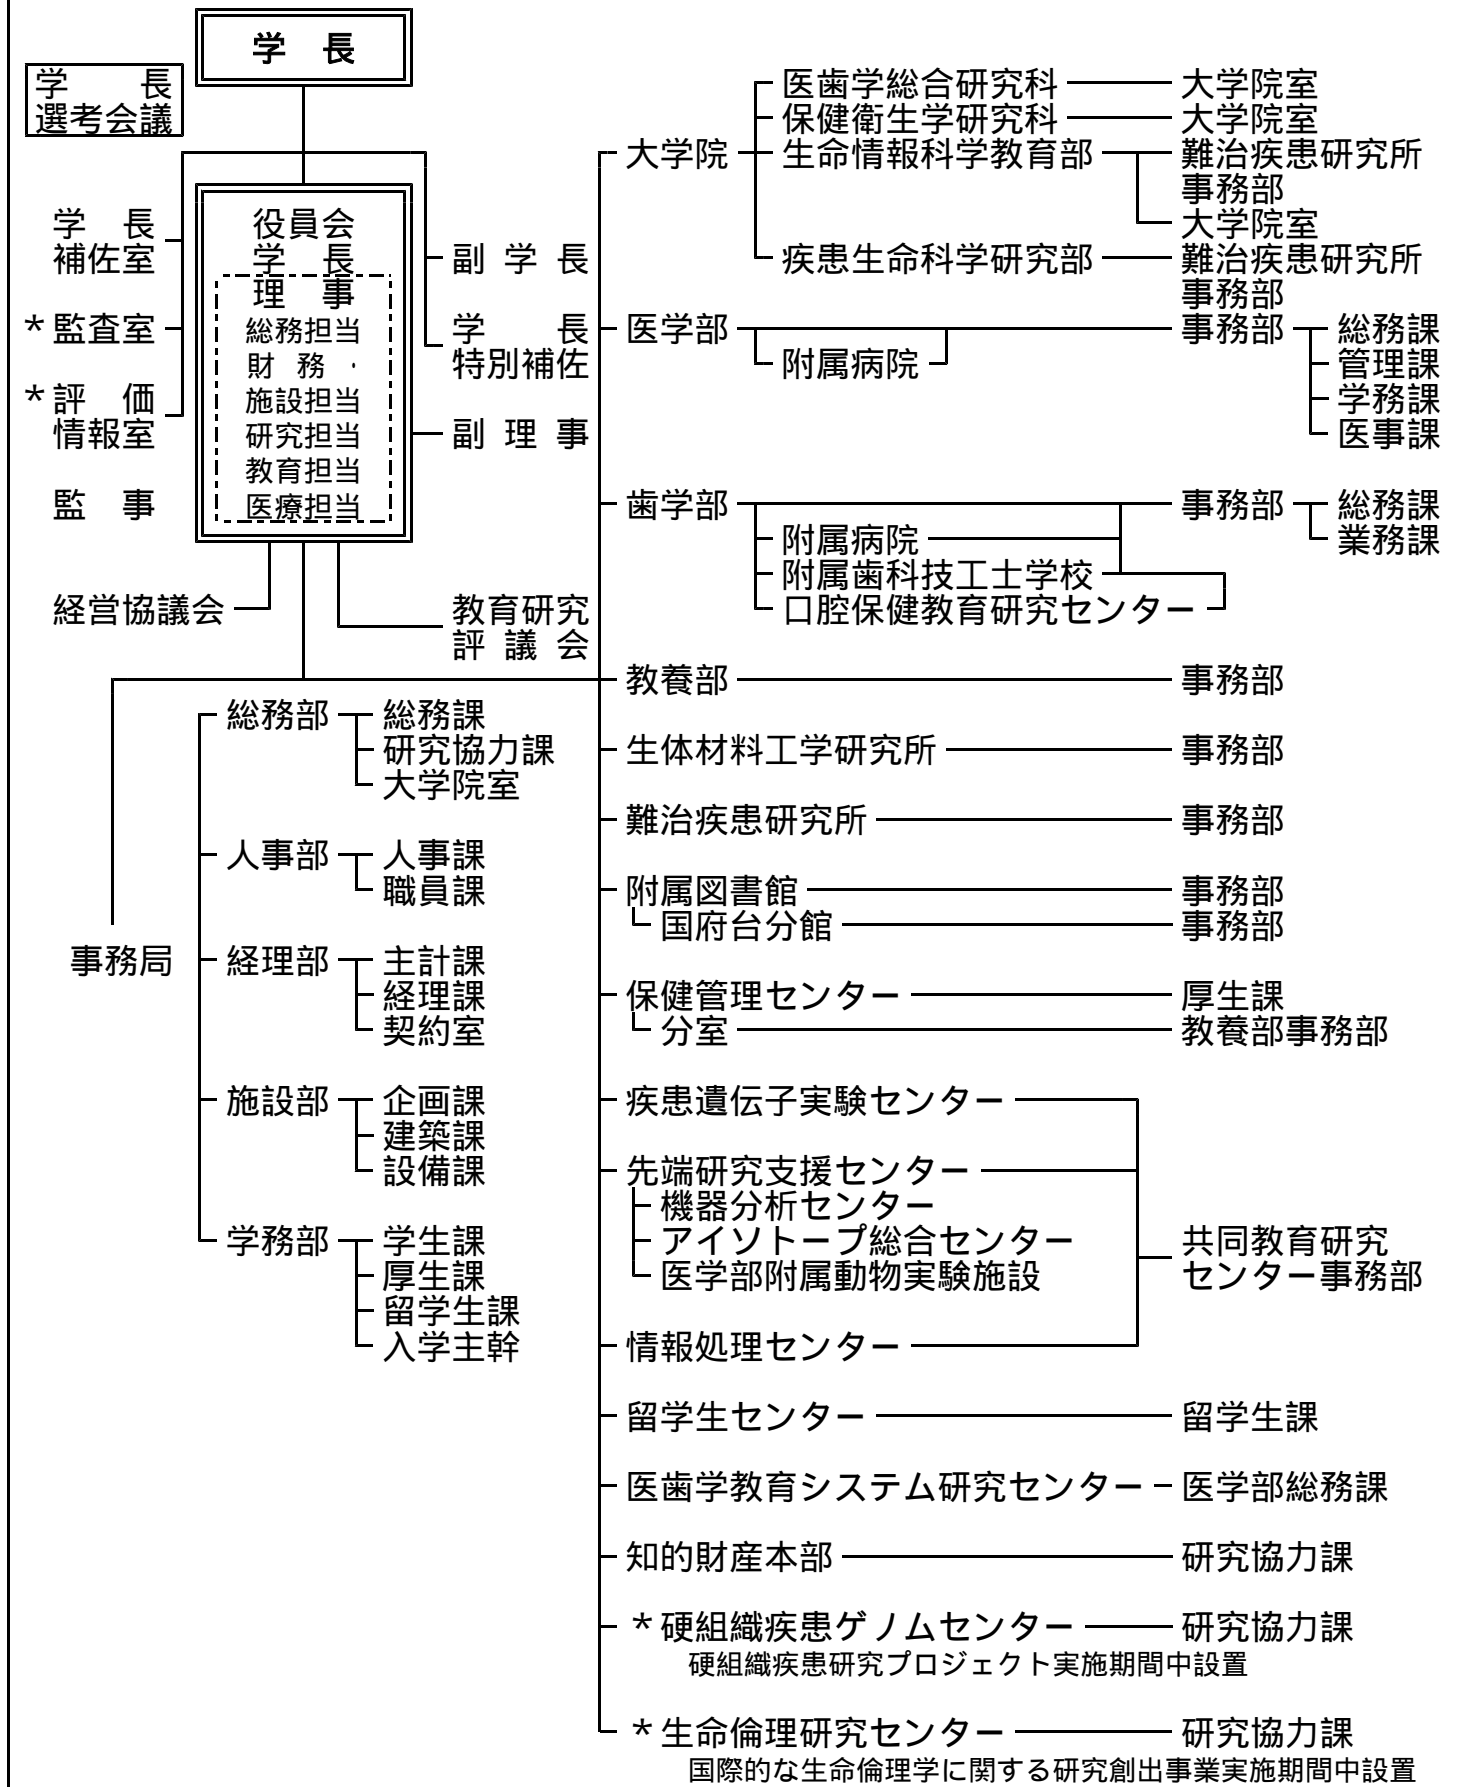 学　長
学　　長
選考会議
学　長
補佐室
＊監査室
＊評　価
情報室
監　事
役員会
学　長
理　事
総務担当
財 務 ・
施設担当
研究担当
教育担当
医療担当
副 学 長
学　　長
特別補佐
副 理 事
経営協議会
教育研究
評 議 会
事務局
総務部
総務課
研究協力課
大学院室
人事部
人事課
職員課
経理部
主計課
経理課
契約室
施設部
企画課
建築課
設備課
学務部
学生課
厚生課
留学生課
入学主幹
大学院
医歯学総合研究科　大学院室
保健衛生学研究科　大学院室
生命情報科学教育部　難治疾患研究所
事務部
大学院室
疾患生命科学研究部　難治疾患研究所
事務部
医学部　事務部　総務課
附属病院　管理課
学務課
医事課
歯学部　事務部　総務課
附属病院　業務課
附属歯科技工士学校
口腔保健教育研究センター
教養部　事務部
生体材料工学研究所　事務部
難治疾患研究所　事務部
附属図書館　事務部
国府台分館　事務部
保健管理センター　厚生課
分室　教養部事務部
疾患遺伝子実験センター
先端研究支援センター
機器分析センター
アイソトープ総合センター
医学部附属動物実験施設
共同教育研究
センター事務部
情報処理センター
留学生センター　留学生課
医歯学教育システム研究センター　医学部総務課
知的財産本部　研究協力課
＊硬組織疾患ゲノムセンター　研究協力課
硬組織疾患研究プロジェクト実施期間中設置
＊生命倫理研究センター　研究協力課
国際的な生命倫理学に関する研究創出事業実施期間中設置